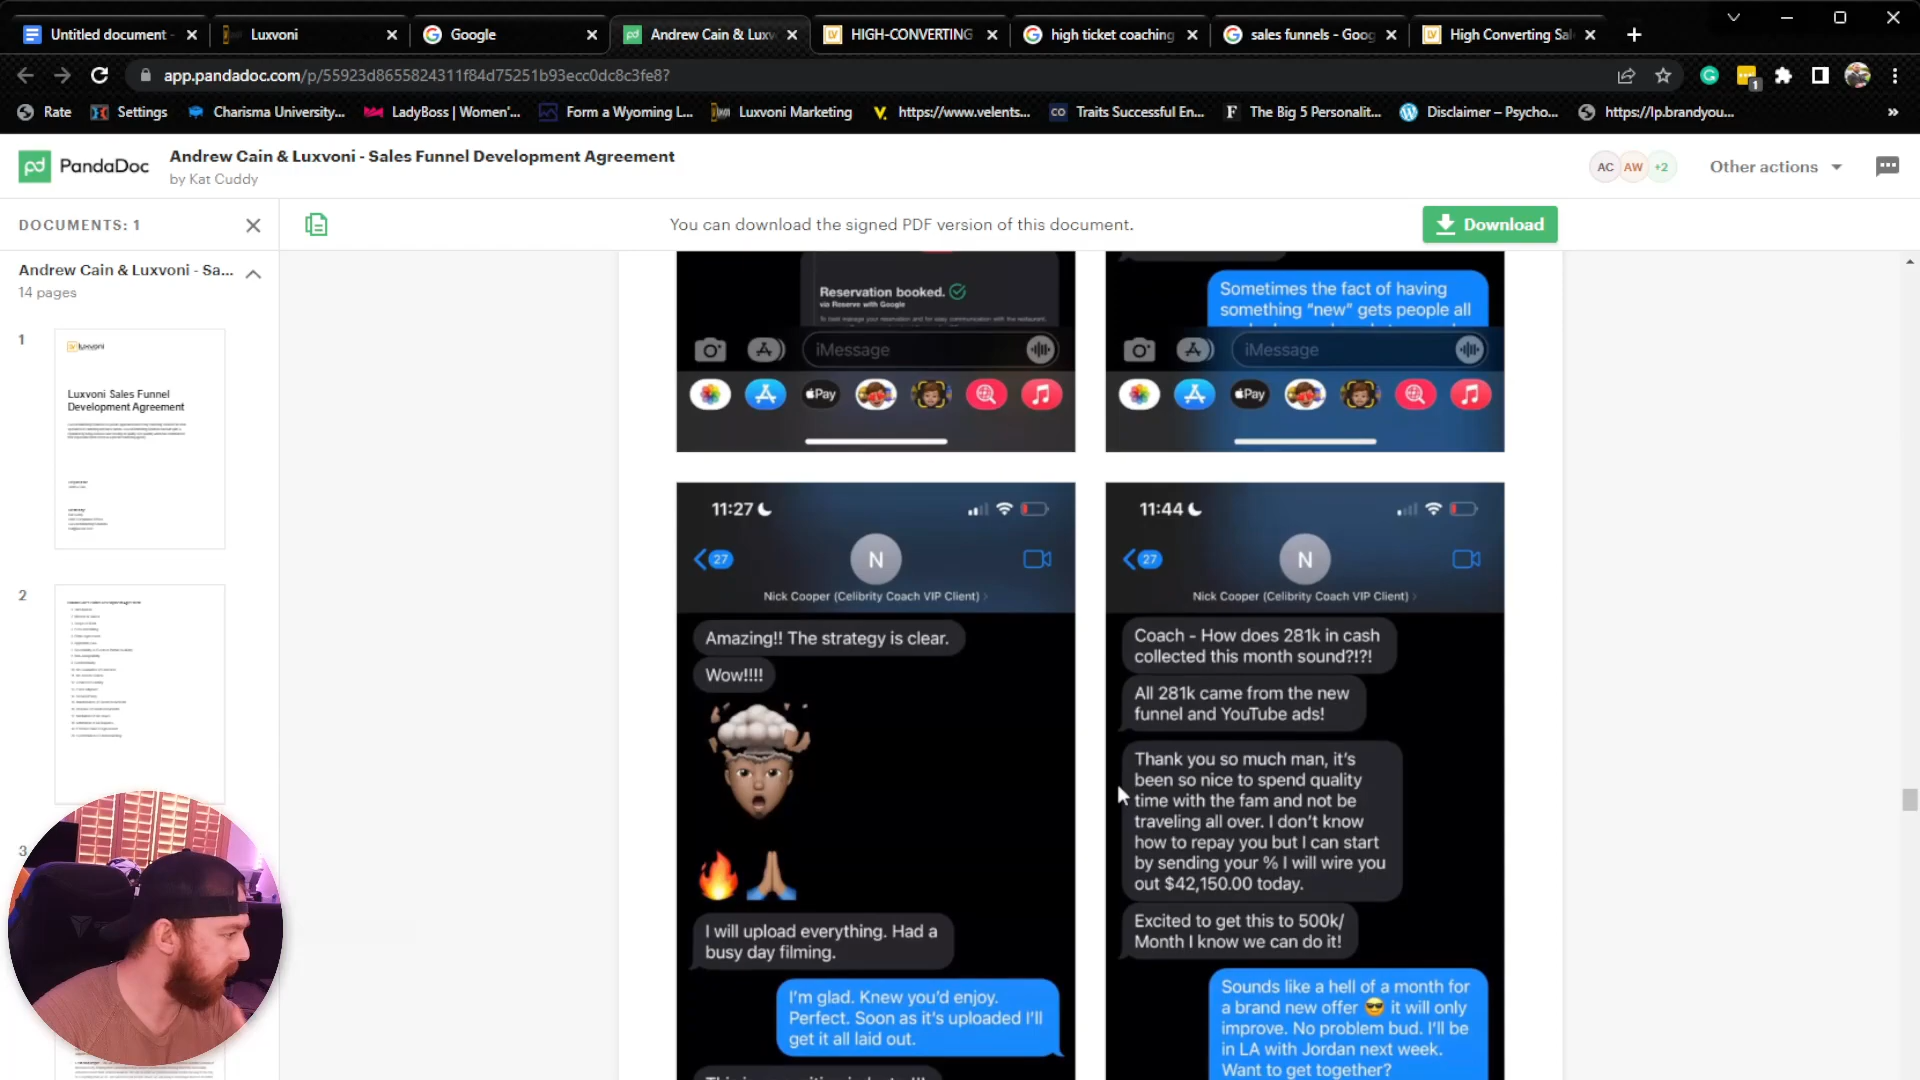 Untitled document -
Luxvoni
Google
Andrew Cain & Luxv
HIGH-CONVERTING
high ticket coaching
sales funnels - Goog
High Converting Sal
app.pandadoc.com/p/55923d8655824311f84d75251b93ecc0dc8c3fe8?
1
Rate
Settings
Charisma University...
LadyBoss | Women'...
Form a Wyoming L...
Luxvoni Marketing
https://www.velents...
CO
Traits Successful En...
The Big 5 Personalit...
Disclaimer – Psycho...
https://lp.brandyou...
pd PandaDoc
Andrew Cain & Luxvoni - Sales Funnel Development Agreement
by Kat Cuddy
AC AW +2
Other actions
DOCUMENTS: 1
You can download the signed PDF version of this document.
Download
Andrew Cain & Luxvoni - Sa...
14 pages
1
luxvoni
Luxvoni Sales Funnel
Development Agreement
2
3
Reservation booked.
via Reserve with Google
iMessage
Pay
Sometimes the fact of having
something “new” gets people all
iMessage
Pay
11:27
27
N
Nick Cooper (Celibrity Coach VIP Client)
Amazing!! The strategy is clear.
Wow!!!!
I will upload everything. Had a
busy day filming.
I'm glad. Knew you'd enjoy.
Perfect. Soon as it's uploaded I'll
get it all laid out.
11:44
27
N
Nick Cooper (Celibrity Coach VIP Client)
Coach - How does 281k in cash
collected this month sound?!?!
All 281k came from the new
funnel and YouTube ads!
Thank you so much man, it's
been so nice to spend quality
time with the fam and not be
traveling all over. I don't know
how to repay you but I can start
by sending your % I will wire you
out $42,150.00 today.
Excited to get this to 500k/
Month I know we can do it!
Sounds like a hell of a month for
a brand new offer 😎 it will only
improve. No problem bud. I'll be
in LA with Jordan next week.
Want to get together?